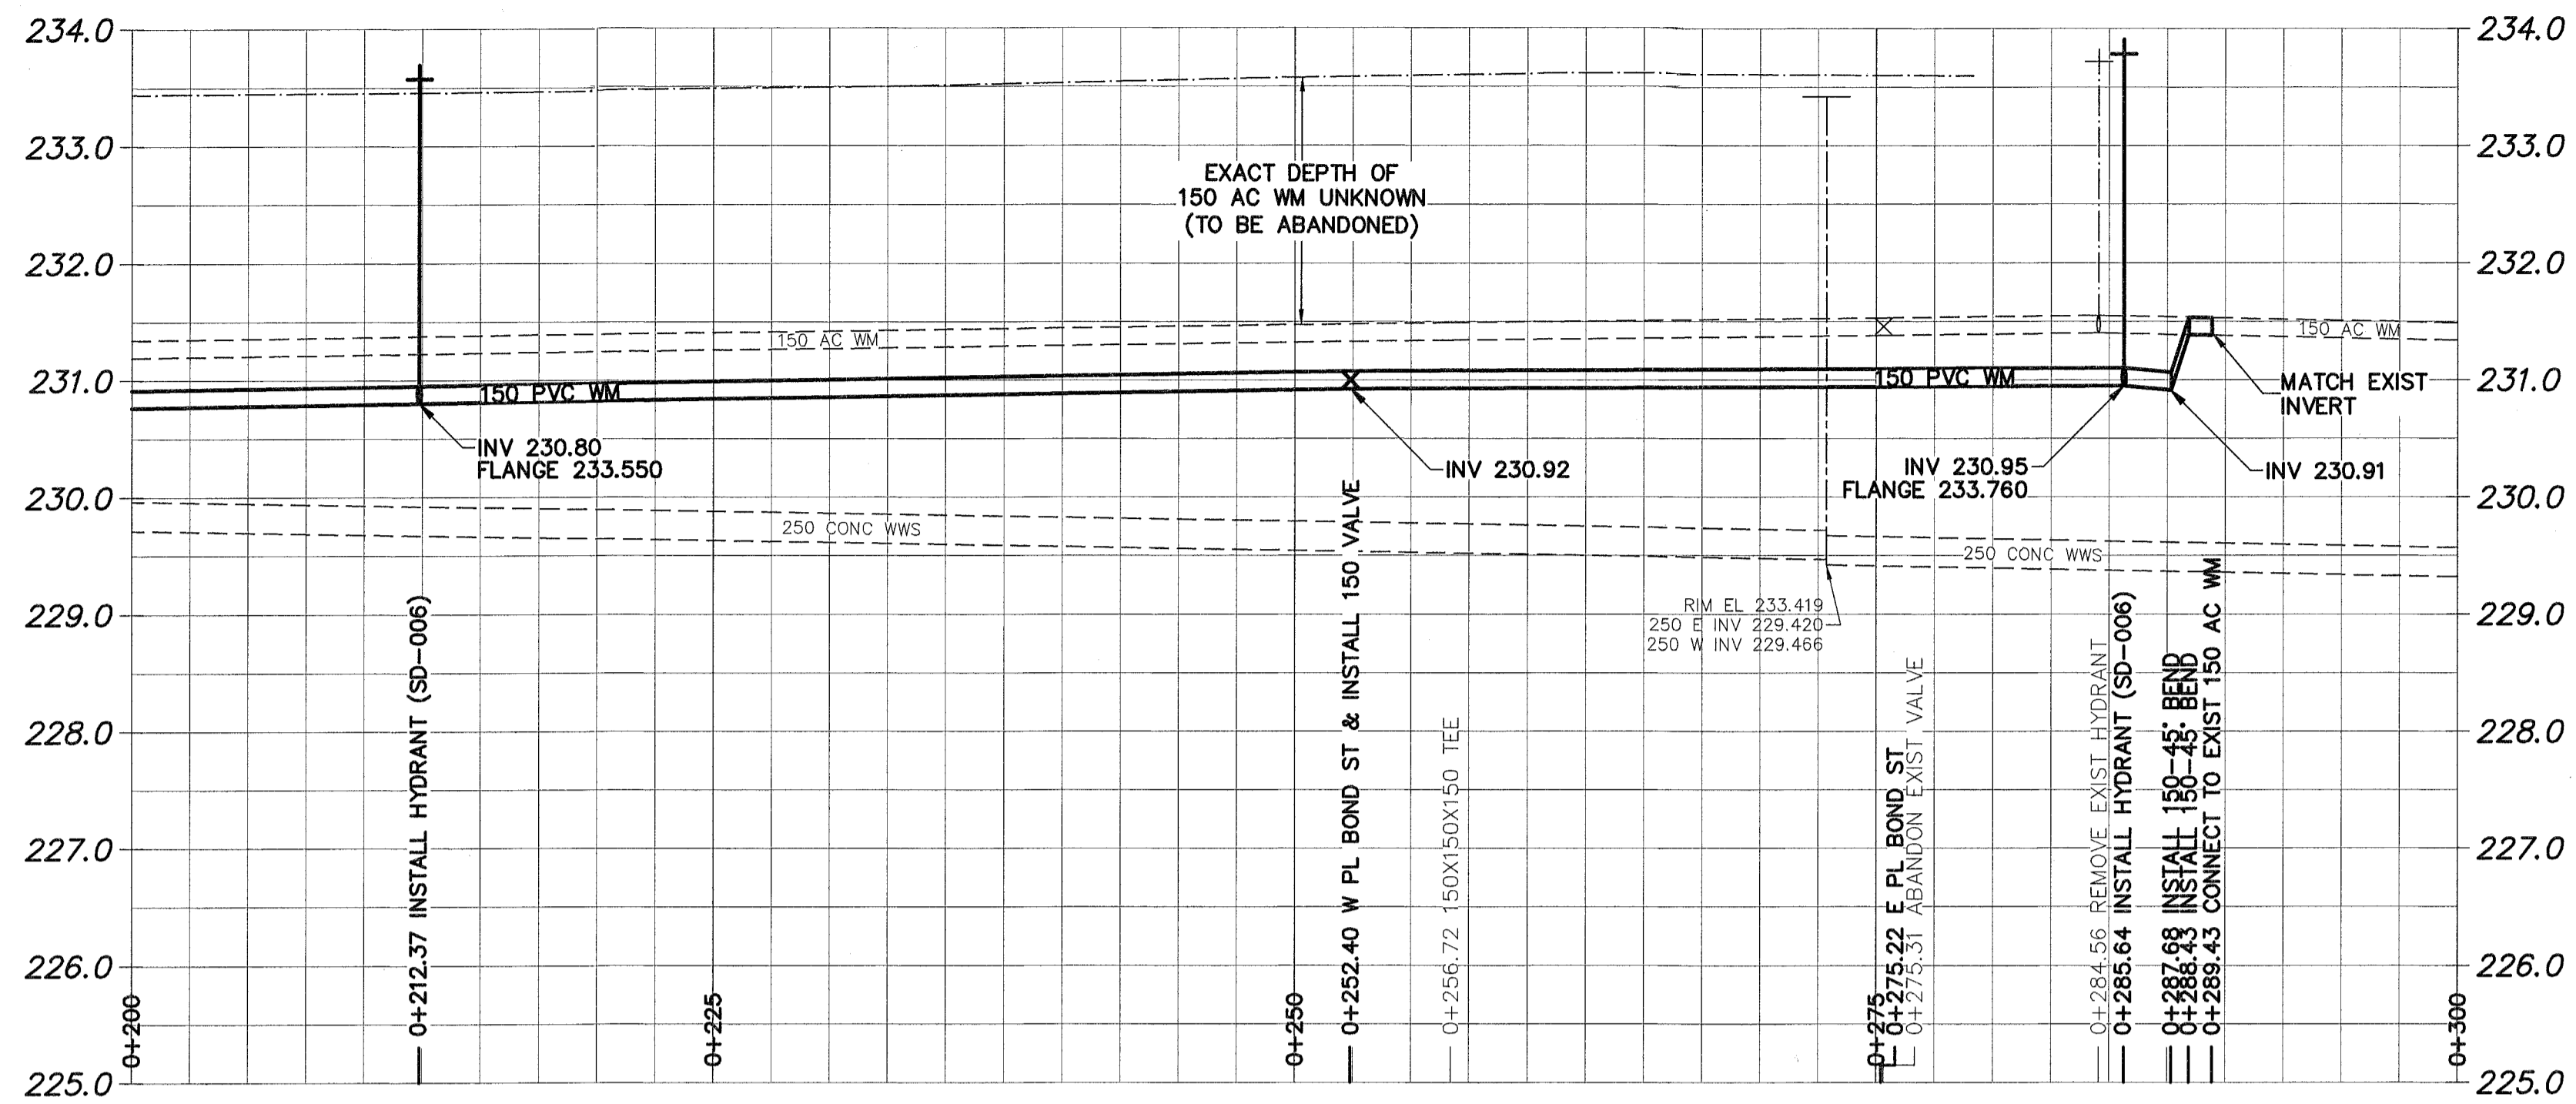 234.0
234.0
233.0
233.0
EXACT DEPTH OF
150 AC WM UNKNOWN
(TO BE ABANDONED)
232.0
232.0
150 AC WM
150 AC WM
231.0
231.0
150 PVC WM
150 PVC WM
MATCH EXIST
INVERT
INV 230.80
FLANGE 233.550
INV 230.92
INV 230.95
FLANGE 233.760
INV 230.91
230.0
230.0
250 CONC WWS
250 CONC WWS
229.0
229.0
RIM EL 233.419
250 E INV 229.420
250 W INV 229.466
228.0
228.0
227.0
227.0
226.0
226.0
225.0
225.0
0+200
0+212.37 INSTALL HYDRANT (SD-006)
0+225
0+250
0+252.40 W PL BOND ST & INSTALL 150 VALVE
0+256.72 150X150X150 TEE
0+275
0+275.22 E PL BOND ST
0+275.31 ABANDON EXIST VALVE
0+284.56 REMOVE EXIST HYDRANT
0+285.64 INSTALL HYDRANT (SD-006)
0+287.68 INSTALL 150-45° BEND
0+288.43 INSTALL 150-45° BEND
0+289.43 CONNECT TO EXIST 150 AC WM
0+300